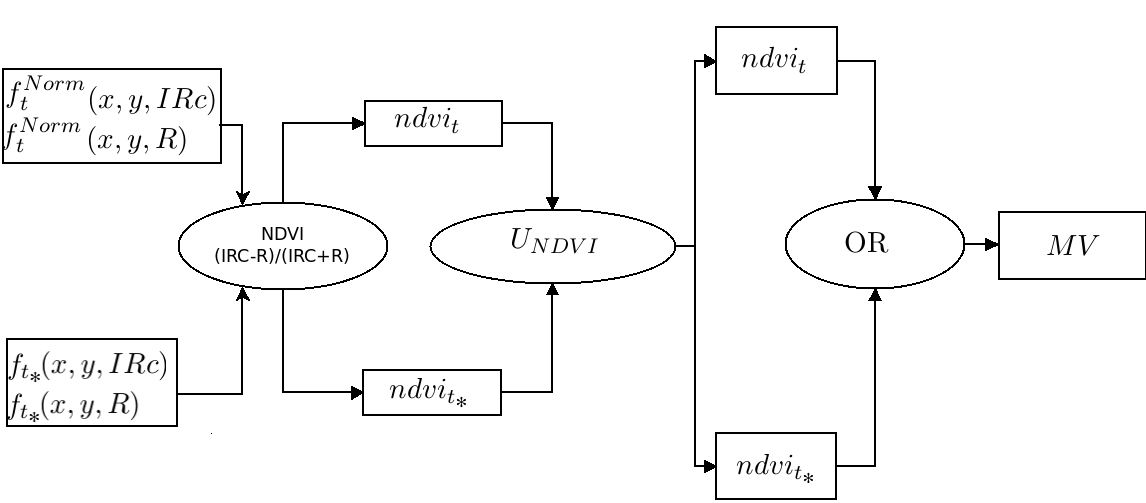 f_t^{Norm}(x, y, IRc)
f_t^{Norm}(x, y, R)
ndvi_t
ndvi_t
NDVI
(IRC-R)/(IRC+R)
U_{NDVI}
OR
MV
f_{t_*}(x, y, IRc)
f_{t_*}(x, y, R)
ndvi_{t_*}
ndvi_{t_*}